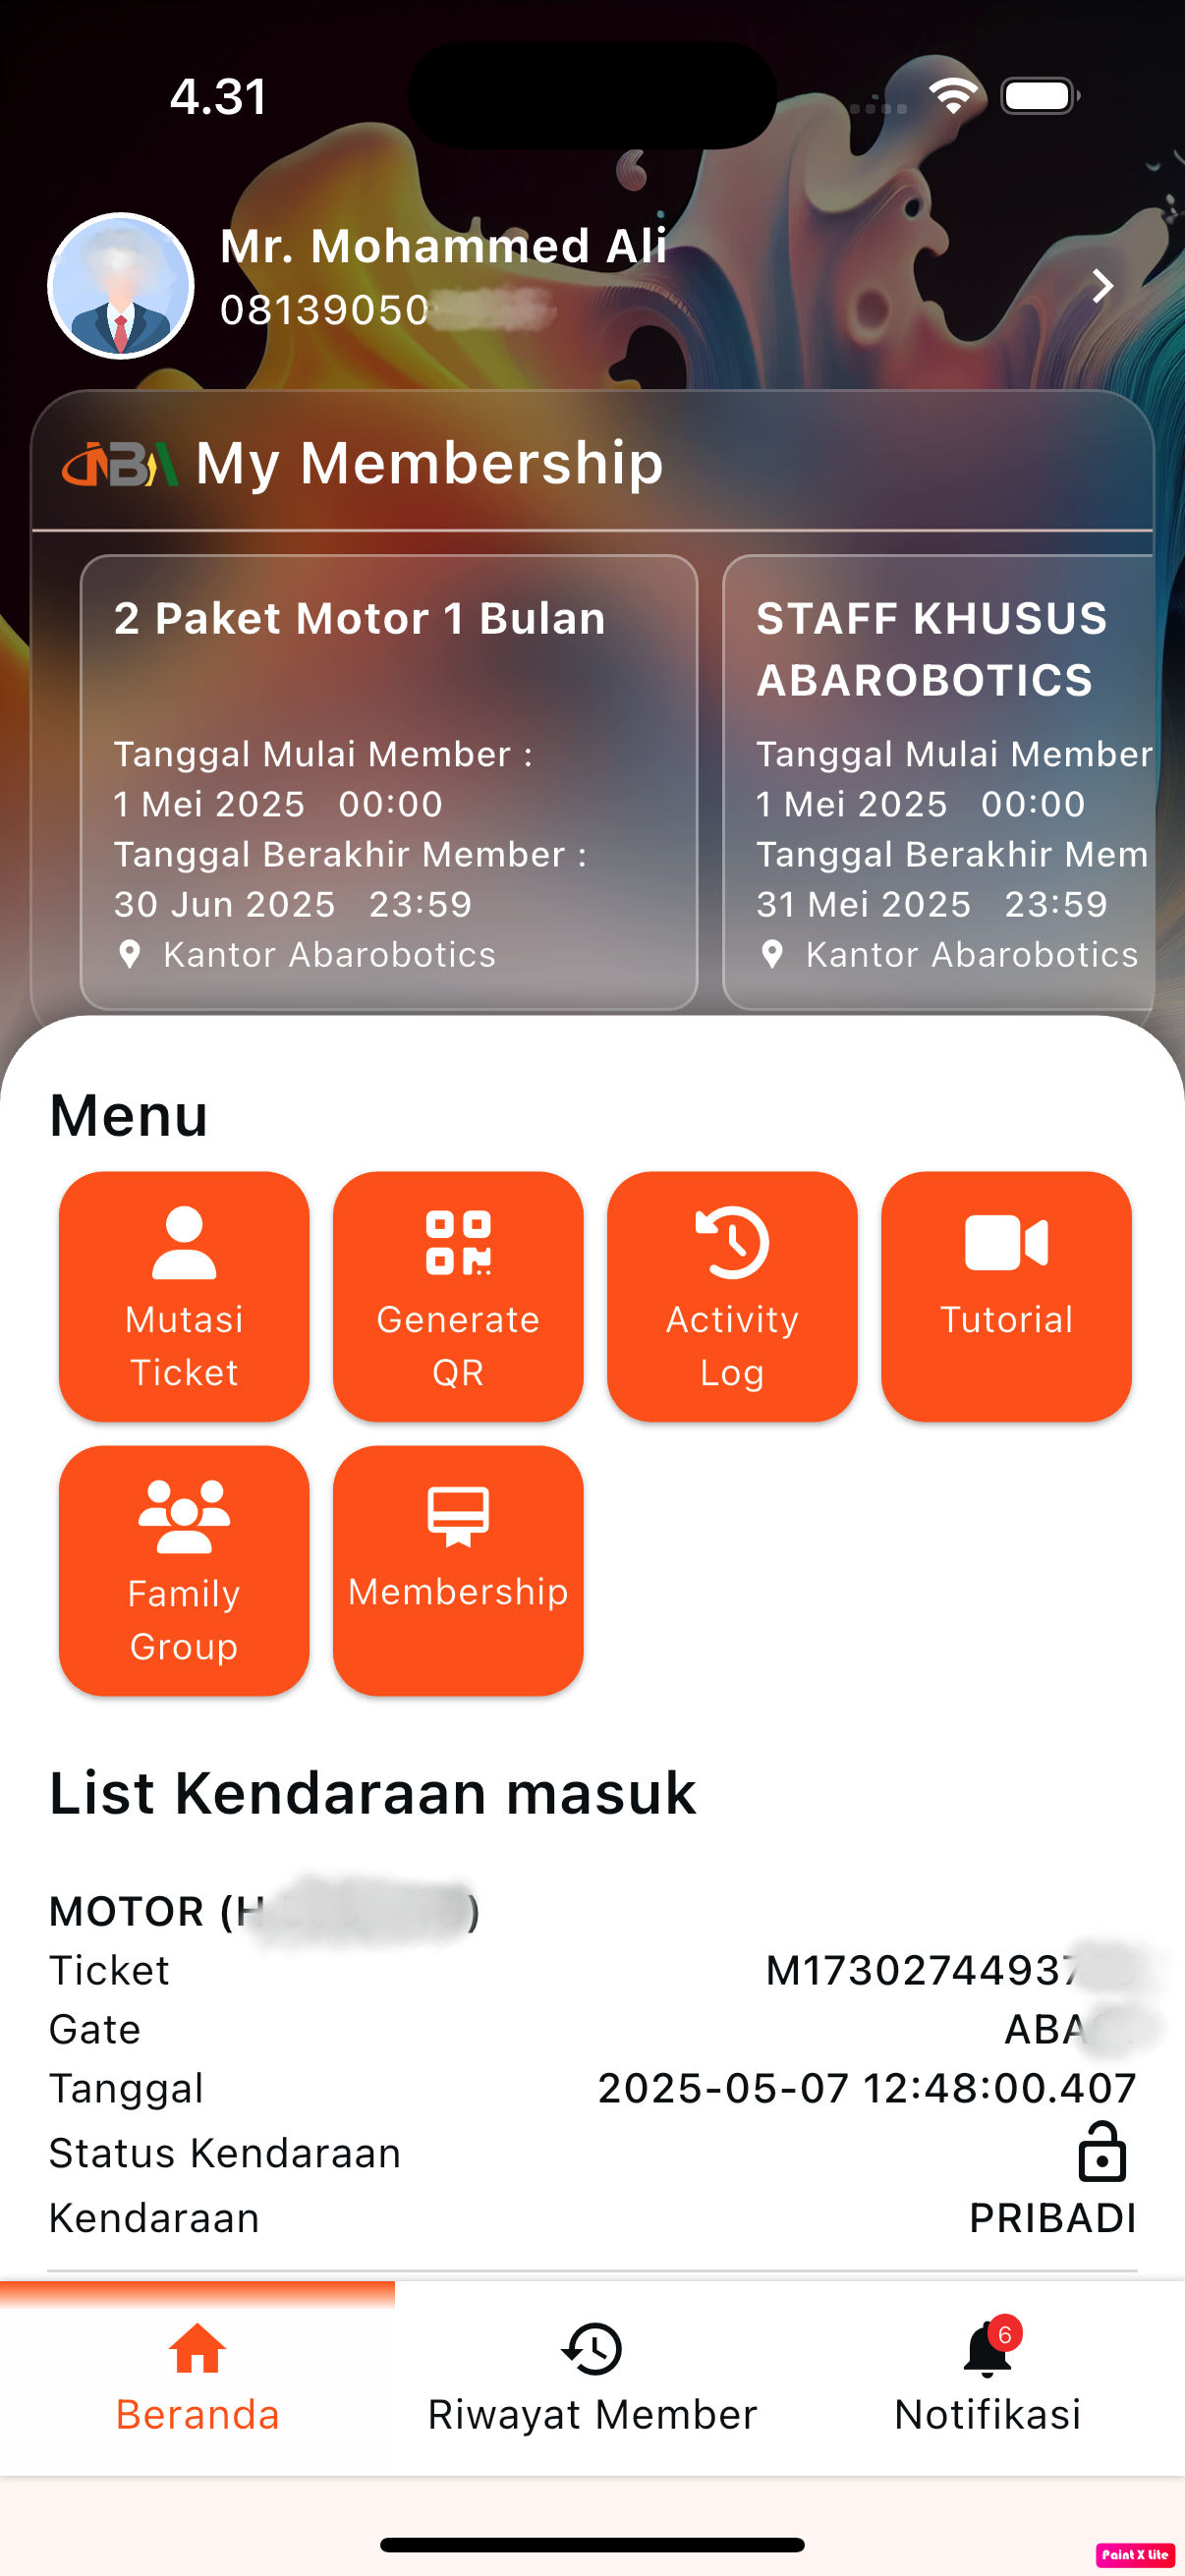 4.31
Mr. Mohammed Ali
08139050
ABA My Membership
2 Paket Motor 1 Bulan
Tanggal Mulai Member :
1 Mei 2025 00:00
Tanggal Berakhir Member :
30 Jun 2025 23:59
Kantor Abarobotics
STAFF KHUSUS
ABAROBOTICS
Tanggal Mulai Member
1 Mei 2025 00:00
Tanggal Berakhir Mem
31 Mei 2025 23:59
Kantor Abarobotics
Menu
Mutasi
Ticket
Generate
QR
Activity
Log
Tutorial
Family
Group
Membership
List Kendaraan masuk
MOTOR (H )
Ticket M17302744937
Gate ABA
Tanggal 2025-05-07 12:48:00.407
Status Kendaraan
Kendaraan PRIBADI
Beranda
Riwayat Member
6
Notifikasi
Paint X Lite